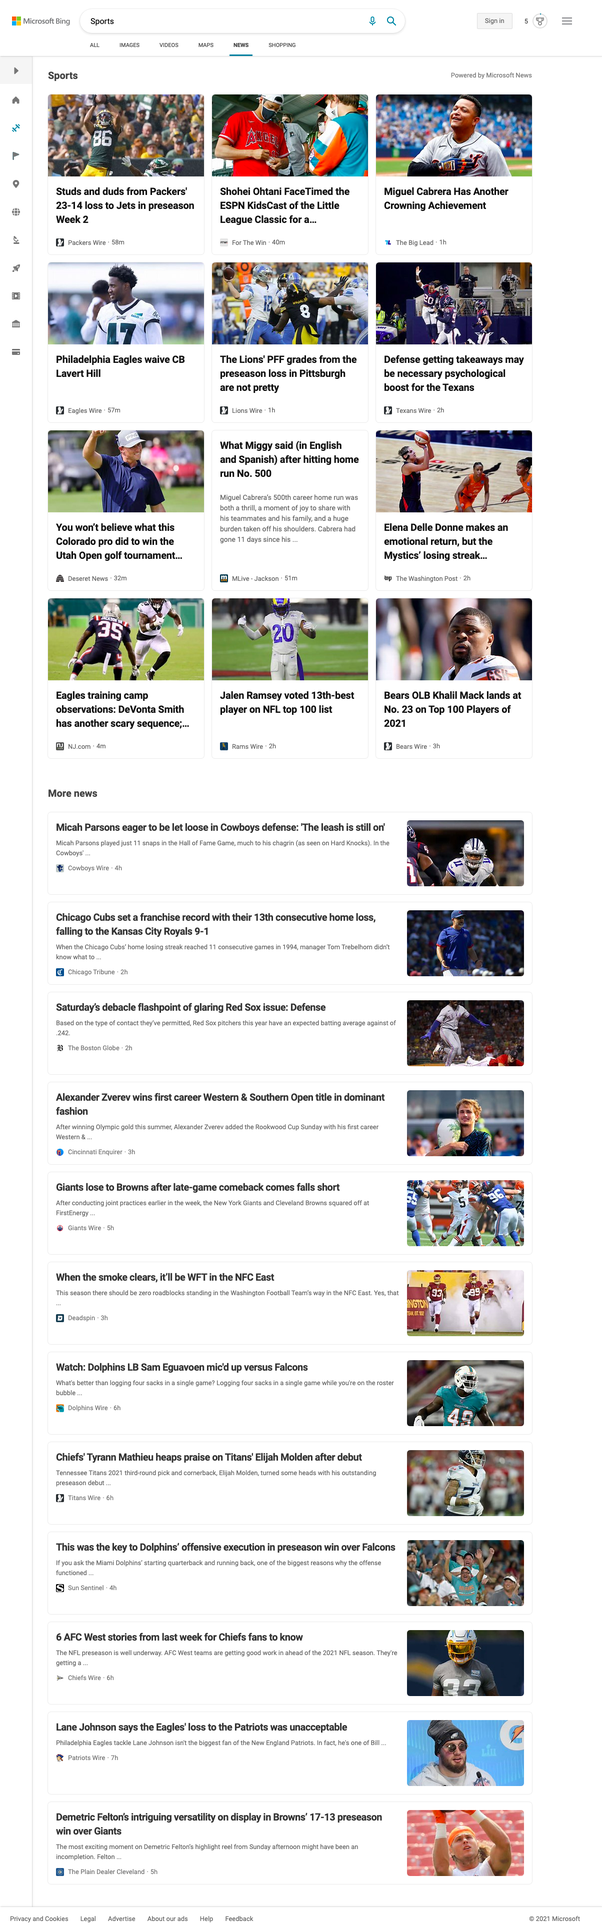 Microsoft Bing
Sports
Sign in
5
ALL
IMAGES
VIDEOS
MAPS
NEWS
SHOPPING
Sports
Powered by Microsoft News
Studs and duds from Packers'
23-14 loss to Jets in preseason
Week 2
Packers Wire · 58m
Shohei Ohtani FaceTimed the
ESPN KidsCast of the Little
League Classic for a...
For The Win · 40m
Miguel Cabrera Has Another
Crowning Achievement
The Big Lead · 1h
Philadelphia Eagles waive CB
Lavert Hill
Eagles Wire · 57m
The Lions' PFF grades from the
preseason loss in Pittsburgh
are not pretty
Lions Wire · 1h
Defense getting takeaways may
be necessary psychological
boost for the Texans
Texans Wire · 2h
You won't believe what this
Colorado pro did to win the
Utah Open golf tournament...
Deseret News · 32m
What Miggy said (in English
and Spanish) after hitting home
run No. 500
Miguel Cabrera's 500th career home run was
both a thrill, a moment of joy to share with
his teammates and his family, and a huge
burden taken off his shoulders. Cabrera had
gone 11 days since his ...
MLive - Jackson · 51m
Elena Delle Donne makes an
emotional return, but the
Mystics' losing streak...
The Washington Post · 2h
Eagles training camp
observations: DeVonta Smith
has another scary sequence;...
NJ.com · 4m
Jalen Ramsey voted 13th-best
player on NFL top 100 list
Rams Wire · 2h
Bears OLB Khalil Mack lands at
No. 23 on Top 100 Players of
2021
Bears Wire · 3h
More news
Micah Parsons eager to be let loose in Cowboys defense: 'The leash is still on'
Micah Parsons played just 11 snaps in the Hall of Fame Game, much to his chagrin (as seen on Hard Knocks). In the
Cowboys' ...
Cowboys Wire · 4h
Chicago Cubs set a franchise record with their 13th consecutive home loss,
falling to the Kansas City Royals 9-1
When the Chicago Cubs' home losing streak reached 11 consecutive games in 1994, manager Tom Trebelhorn didn't
know what to ...
Chicago Tribune · 2h
Saturday's debacle flashpoint of glaring Red Sox issue: Defense
Based on the type of contact they've permitted, Red Sox pitchers this year have an expected batting average against of
.242.
The Boston Globe · 2h
Alexander Zverev wins first career Western & Southern Open title in dominant
fashion
After winning Olympic gold this summer, Alexander Zverev added the Rookwood Cup Sunday with his first career
Western & ...
Cincinnati Enquirer · 3h
Giants lose to Browns after late-game comeback comes falls short
After conducting joint practices earlier in the week, the New York Giants and Cleveland Browns squared off at
FirstEnergy ...
Giants Wire · 5h
When the smoke clears, it'll be WFT in the NFC East
This season there should be zero roadblocks standing in the Washington Football Team's way in the NFC East. Yes, that
...
Deadspin · 3h
Watch: Dolphins LB Sam Eguavoen mic'd up versus Falcons
What's better than logging four sacks in a single game? Logging four sacks in a single game while you're on the roster
bubble ...
Dolphins Wire · 6h
Chiefs' Tyrann Mathieu heaps praise on Titans' Elijah Molden after debut
Tennessee Titans 2021 third-round pick and cornerback, Elijah Molden, turned some heads with his outstanding
preseason debut ...
Titans Wire · 6h
This was the key to Dolphins' offensive execution in preseason win over Falcons
If you ask the Miami Dolphins' starting quarterback and running back, one of the biggest reasons why the offense
functioned ...
Sun Sentinel · 4h
6 AFC West stories from last week for Chiefs fans to know
The NFL preseason is well underway. AFC West teams are getting good work in ahead of the 2021 NFL season. They're
getting a ...
Chiefs Wire · 6h
Lane Johnson says the Eagles' loss to the Patriots was unacceptable
Philadelphia Eagles tackle Lane Johnson isn't the biggest fan of the New England Patriots. In fact, he's one of Bill ...
Patriots Wire · 7h
Demetric Felton's intriguing versatility on display in Browns' 17-13 preseason
win over Giants
The most exciting moment on Demetric Felton's highlight reel from Sunday afternoon might have been an
incompletion. Felton ...
The Plain Dealer Cleveland · 5h
Privacy and Cookies
Legal
Advertise
About our ads
Help
Feedback
© 2021 Microsoft